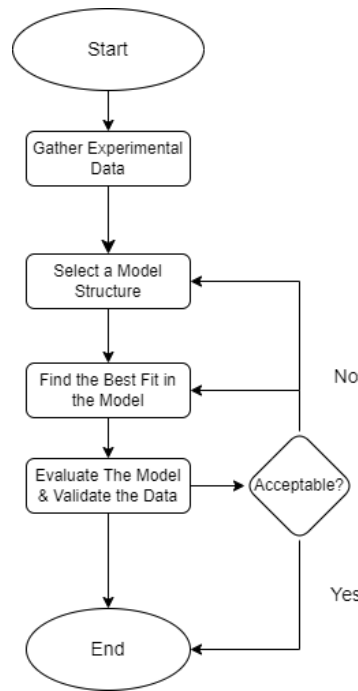 Start
Gather Experimental
Data
Select a Model
Structure
No
Find the Best Fit in
the Model
Evaluate The Model
& Validate the Data
Acceptable?
Yes
End